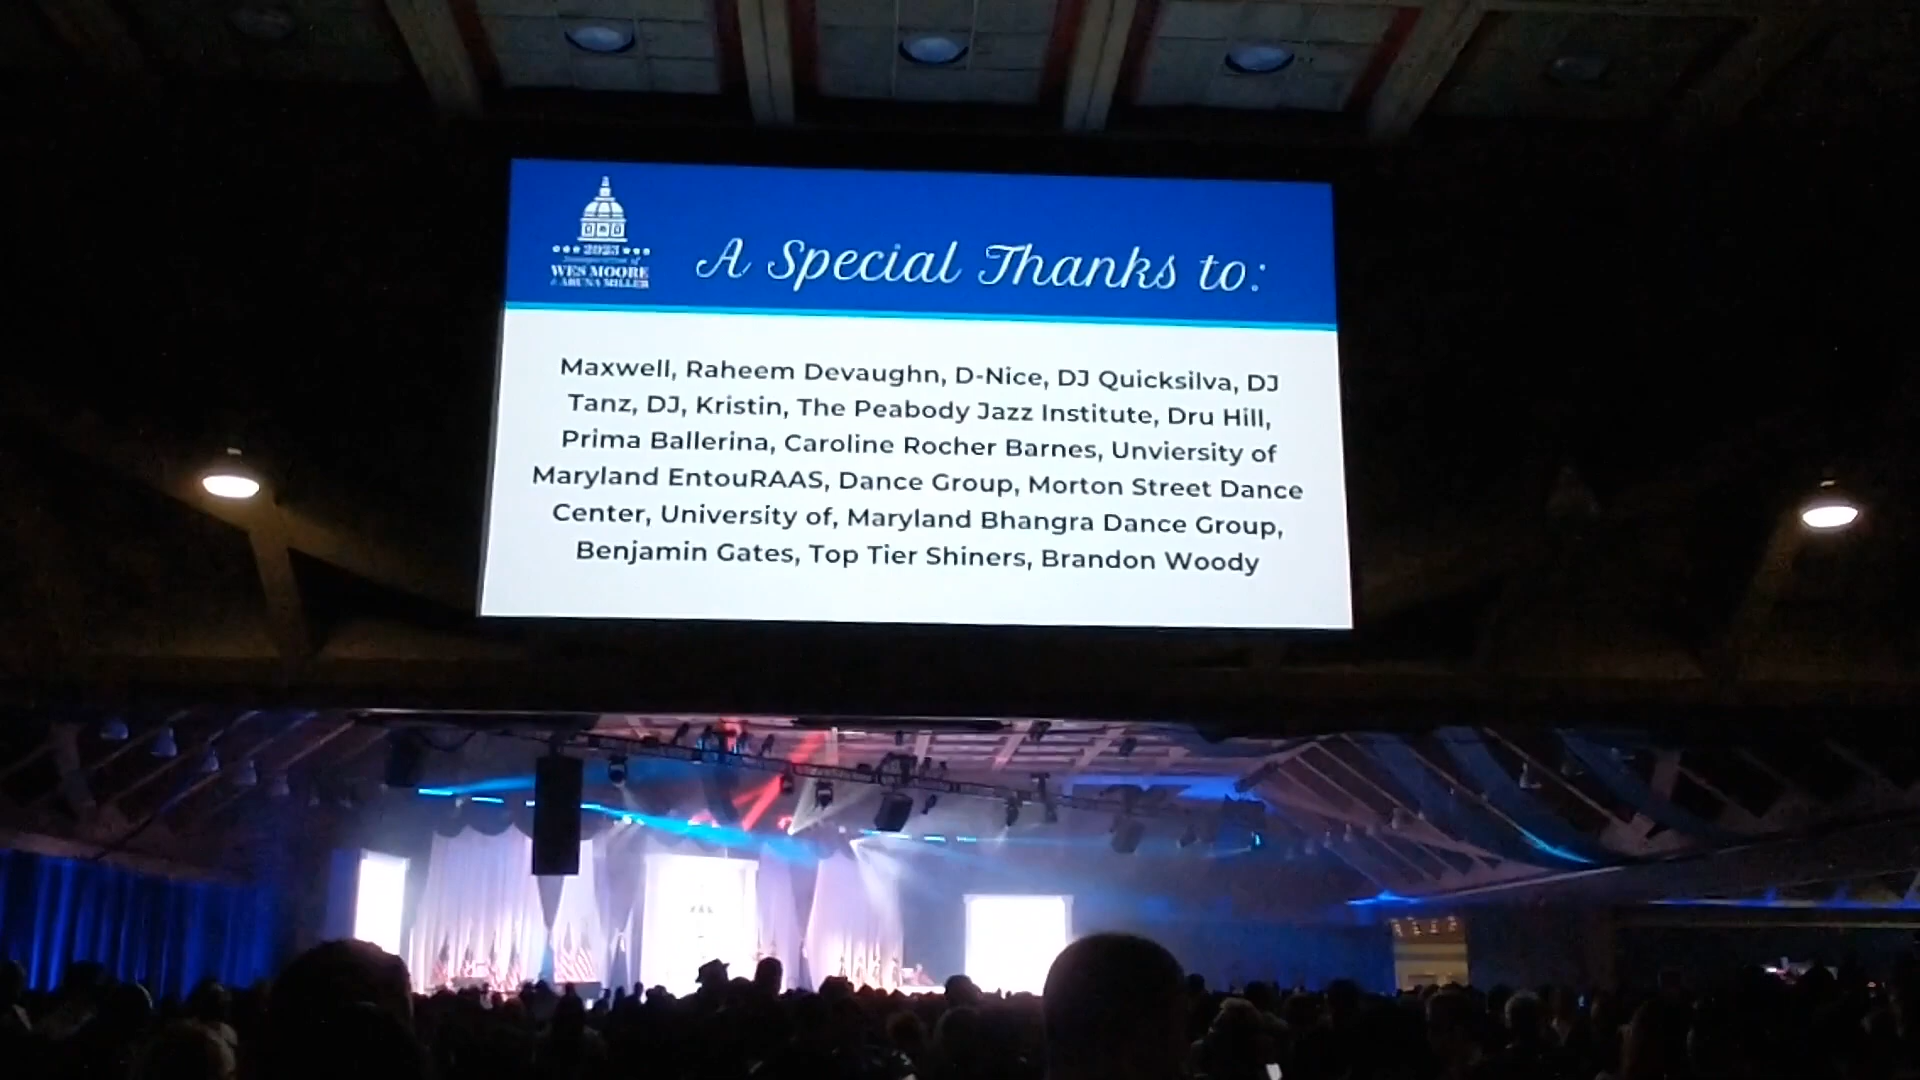 2023
Inauguration of
WES MOORE
& ARUNA MILLER
A Special Thanks to:
Maxwell, Raheem Devaughn, D-Nice, DJ Quicksilva, DJ
Tanz, DJ, Kristin, The Peabody Jazz Institute, Dru Hill,
Prima Ballerina, Caroline Rocher Barnes, Unviersity of
Maryland EntouRAAS, Dance Group, Morton Street Dance
Center, University of, Maryland Bhangra Dance Group,
Benjamin Gates, Top Tier Shiners, Brandon Woody